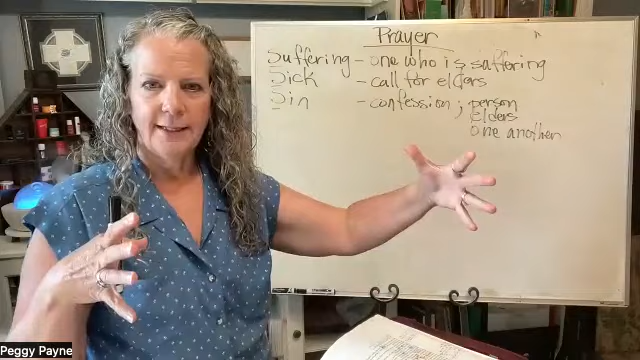 Prayer
Suffering - one who is suffering
Sick - call for elders
Sin - confession ; person
elders
one another
Peggy Payne